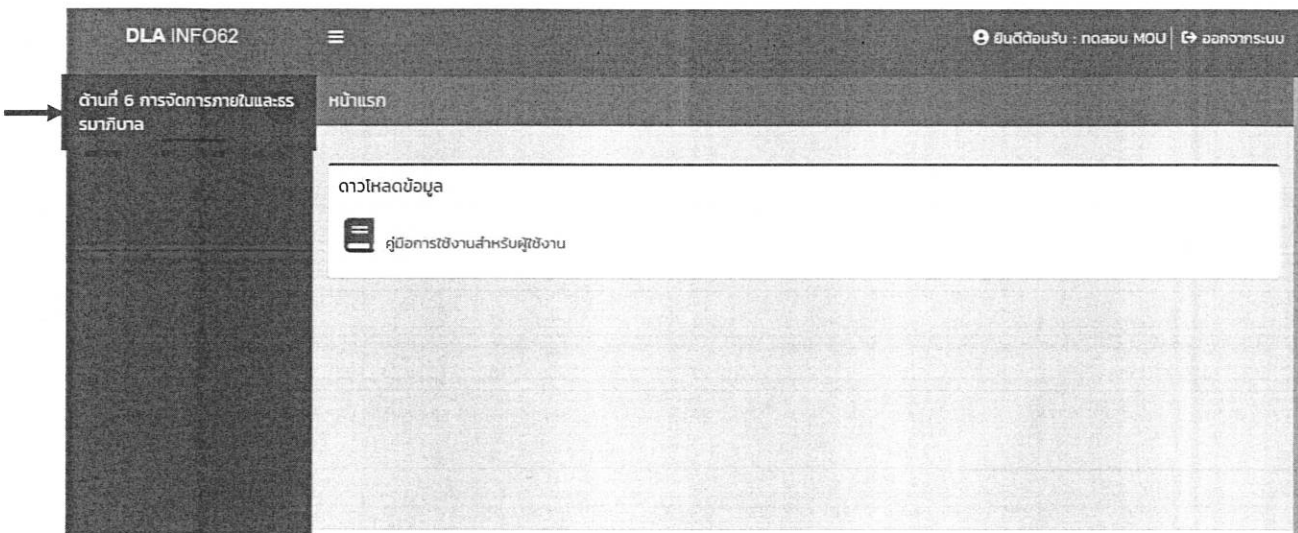 DLA INFO62
ยินดีต้อนรับ : ทดสอบ MOU | ออกจากระบบ
ด้านที่ 6 การจัดการภายในและธร
รมาภิบาล
หน้าแรก
ดาวโหลดข้อมูล
คู่มือการใช้งานสำหรับผู้ใช้งาน